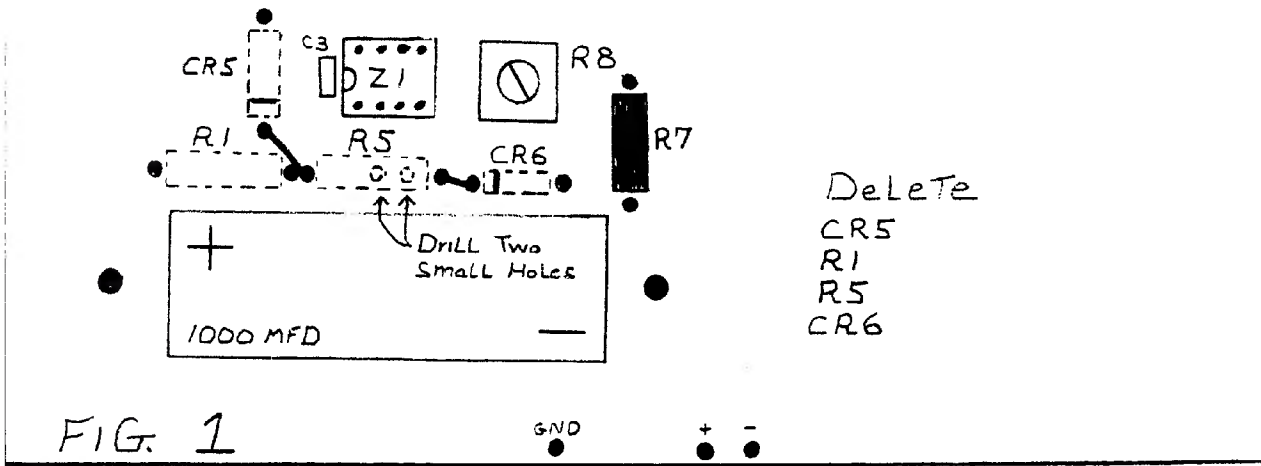 C3
CR5
Z1
R8
R1
R5
CR6
R7
+
Drill Two
Small Holes
1000 MFD
—
DeLeTe
CR5
R1
R5
CR6
FIG. 1
GND
+ -